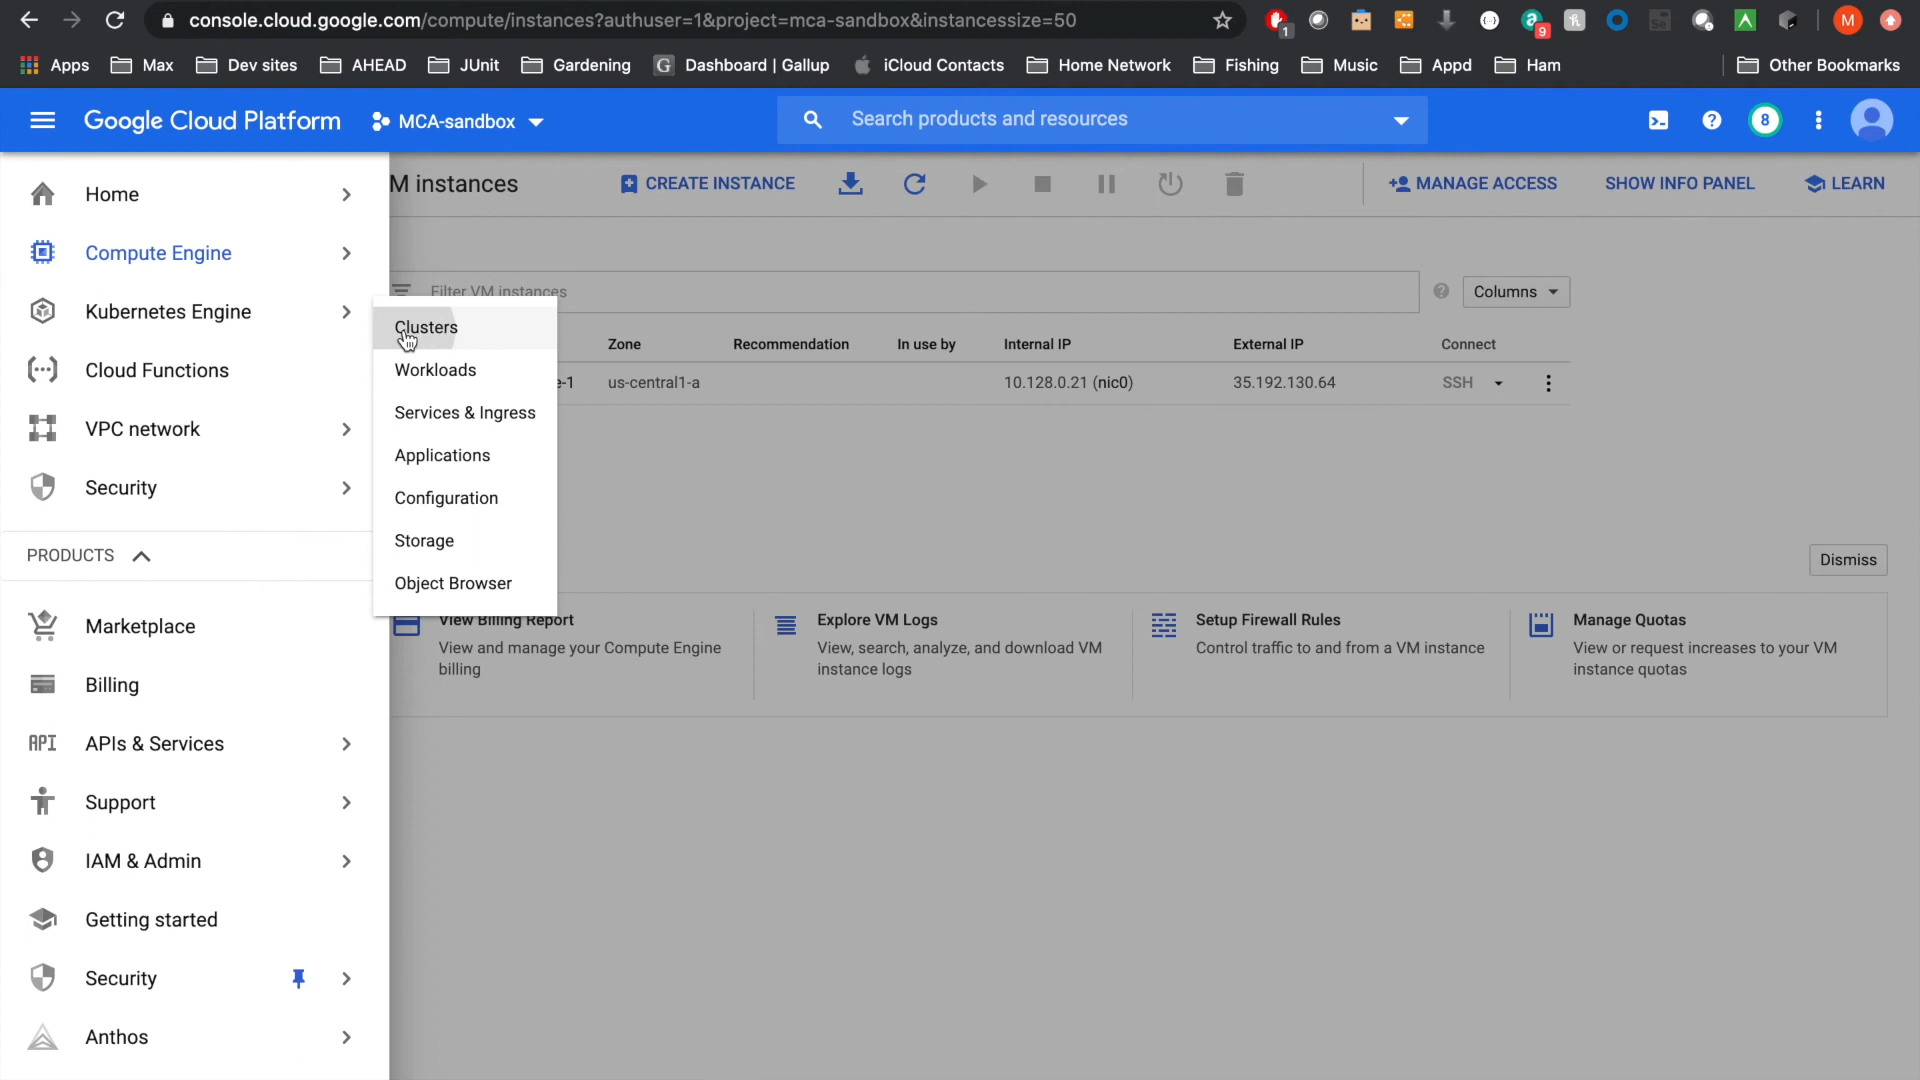 console.cloud.google.com/compute/instances?authuser=1&project=mca-sandbox&instancessize=50
1
9
M
Apps Max Dev sites AHEAD JUnit Gardening G Dashboard | Gallup iCloud Contacts Home Network Fishing Music Appd Ham Other Bookmarks
Google Cloud Platform MCA-sandbox Search products and resources 8
Home
M instances CREATE INSTANCE MANAGE ACCESS SHOW INFO PANEL LEARN
Compute Engine
Kubernetes Engine
Filter VM instances Columns
Clusters
Zone Recommendation In use by Internal IP External IP Connect
Workloads
Cloud Functions
e-1 us-central1-a 10.128.0.21 (nic0) 35.192.130.64 SSH
Services & Ingress
VPC network
Applications
Security
Configuration
Storage
PRODUCTS
Dismiss
Object Browser
Marketplace
View Billing Report
View and manage your Compute Engine
billing
Explore VM Logs
View, search, analyze, and download VM
instance logs
Setup Firewall Rules
Control traffic to and from a VM instance
Manage Quotas
View or request increases to your VM
instance quotas
Billing
API APIs & Services
Support
IAM & Admin
Getting started
Security
Anthos